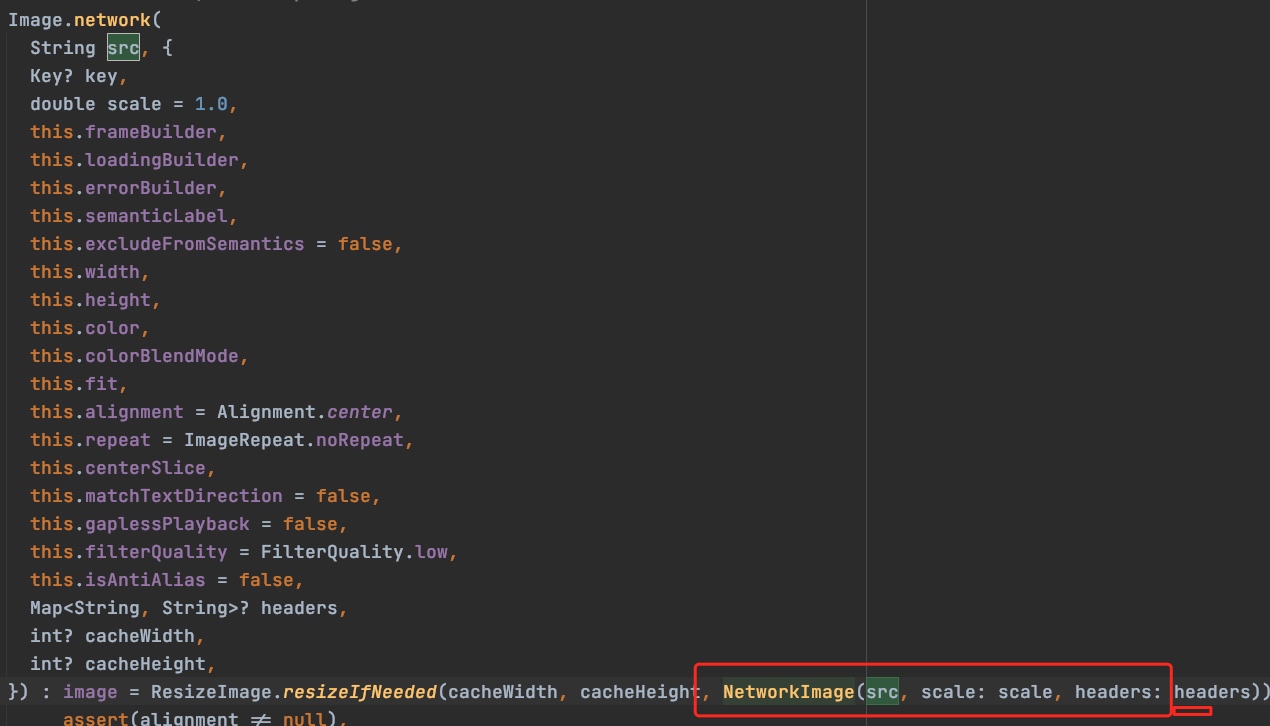 Image.network(
String src, {
Key? key,
double scale = 1.0,
this.frameBuilder,
this.loadingBuilder,
this.errorBuilder,
this.semanticLabel,
this.excludeFromSemantics = false,
this.width,
this.height,
this.color,
this.colorBlendMode,
this.fit,
this.alignment = Alignment.center,
this.repeat = ImageRepeat.noRepeat,
this.centerSlice,
this.matchTextDirection = false,
this.gaplessPlayback = false,
this.filterQuality = FilterQuality.low,
this.isAntiAlias = false,
Map<String, String>? headers,
int? cacheWidth,
int? cacheHeight,
}) : image = ResizeImage.resizeIfNeeded(cacheWidth, cacheHeight, NetworkImage(src, scale: scale, headers: headers))
assert(alignment ≠ null),